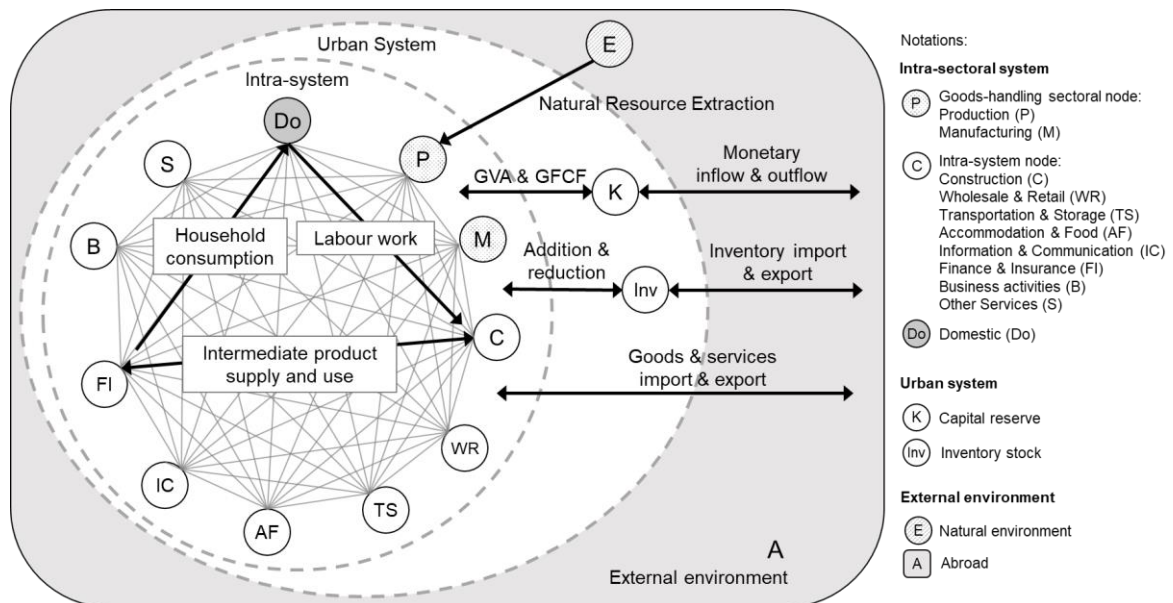 Urban System
E
Intra-system
Natural Resource Extraction
Do
S
P
GVA & GFCF
K
Monetary
inflow & outflow
B
Household
consumption
Labour work
M
Addition &
reduction
Inv
Inventory import
& export
C
Intermediate product
supply and use
FI
Goods & services
import & export
WR
IC
TS
AF
A
External environment
Notations:
Intra-sectoral system
P
Goods-handling sectoral node:
Production (P)
Manufacturing (M)
C
Intra-system node:
Construction (C)
Wholesale & Retail (WR)
Transportation & Storage (TS)
Accommodation & Food (AF)
Information & Communication (IC)
Finance & Insurance (FI)
Business activities (B)
Other Services (S)
Do Domestic (Do)
Urban system
K Capital reserve
Inv Inventory stock
External environment
E Natural environment
A Abroad